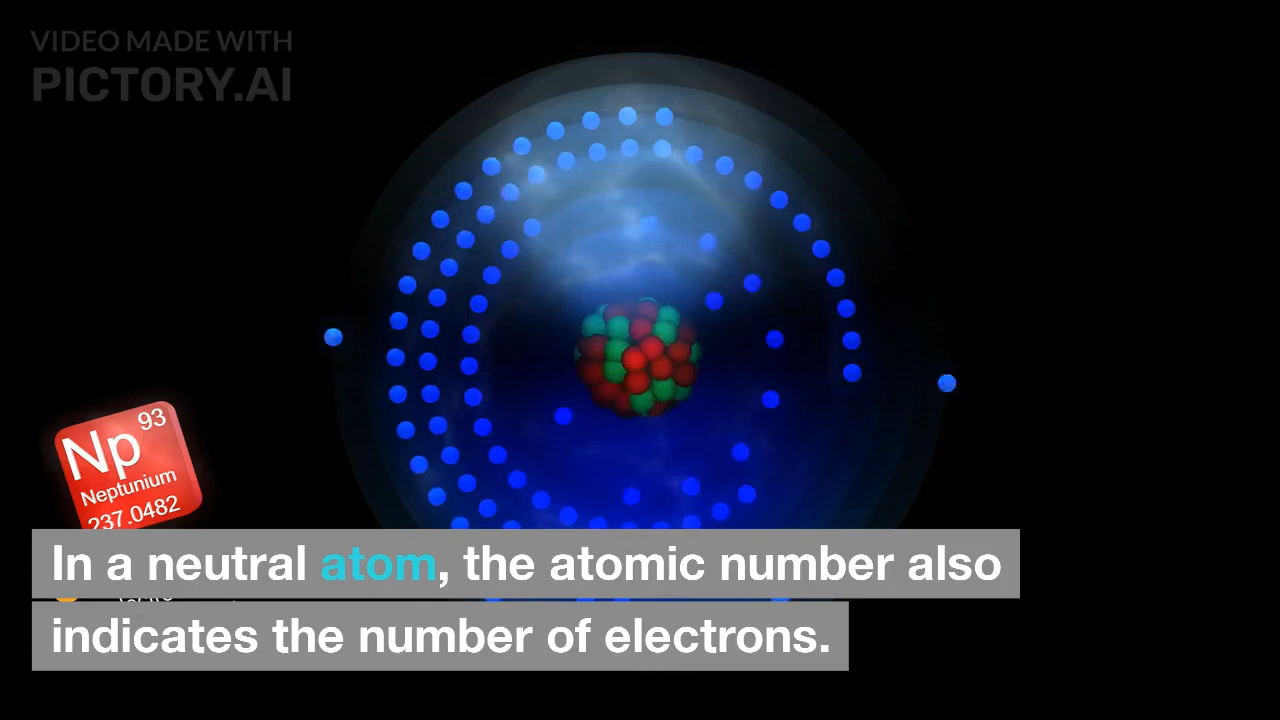 VIDEO MADE WITH
PICTORY.AI
93
Np
Neptunium
237.0482
In a neutral atom, the atomic number also
indicates the number of electrons.